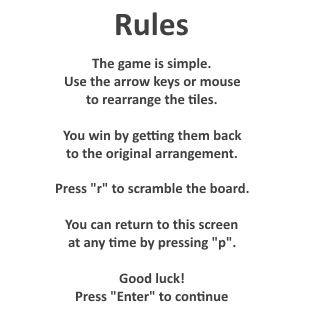 Rules
The game is simple.
Use the arrow keys or mouse
to rearrange the tiles.
You win by getting them back
to the original arrangement.
Press "r" to scramble the board.
You can return to this screen
at any time by pressing "p".
Good luck!
Press "Enter" to continue